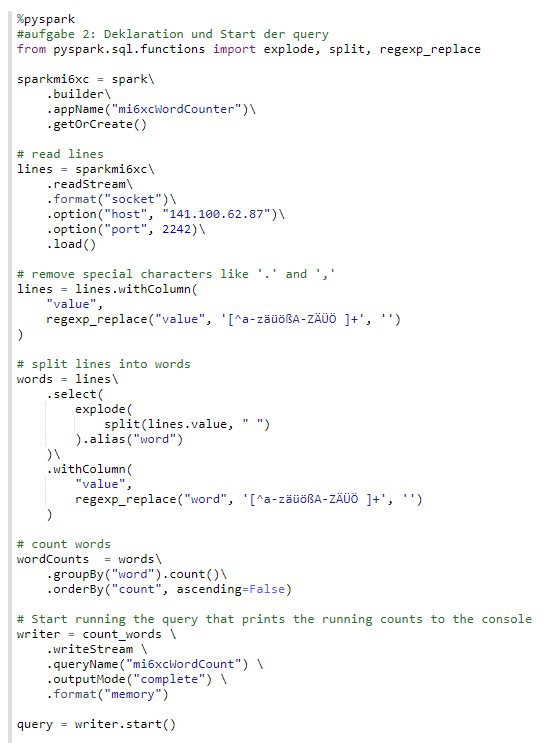 %pyspark
#aufgabe 2: Deklaration und Start der query
from pyspark.sql.functions import explode, split, regexp_replace

sparkmi6xc = spark\
    .builder\
    .appName("mi6xcWordCounter")\
    .getOrCreate()

# read lines
lines = sparkmi6xc\
    .readStream\
    .format("socket")\
    .option("host", "141.100.62.87")\
    .option("port", 2242)\
    .load()

# remove special characters like '.' and ','
lines = lines.withColumn(
    "value",
    regexp_replace("value", '[^a-zäüößA-ZÄÜÖ ]+', '')
)

# split lines into words
words = lines\
    .select(
        explode(
            split(lines.value, " ")
        ).alias("word")
    )\
    .withColumn(
        "value",
        regexp_replace("word", '[^a-zäüößA-ZÄÜÖ ]+', '')
    )

# count words
wordCounts  = words\
    .groupBy("word").count()\
    .orderBy("count", ascending=False)

# Start running the query that prints the running counts to the console
writer = count_words \
    .writeStream \
    .queryName("mi6xcWordCount") \
    .outputMode("complete") \
    .format("memory")

query = writer.start()